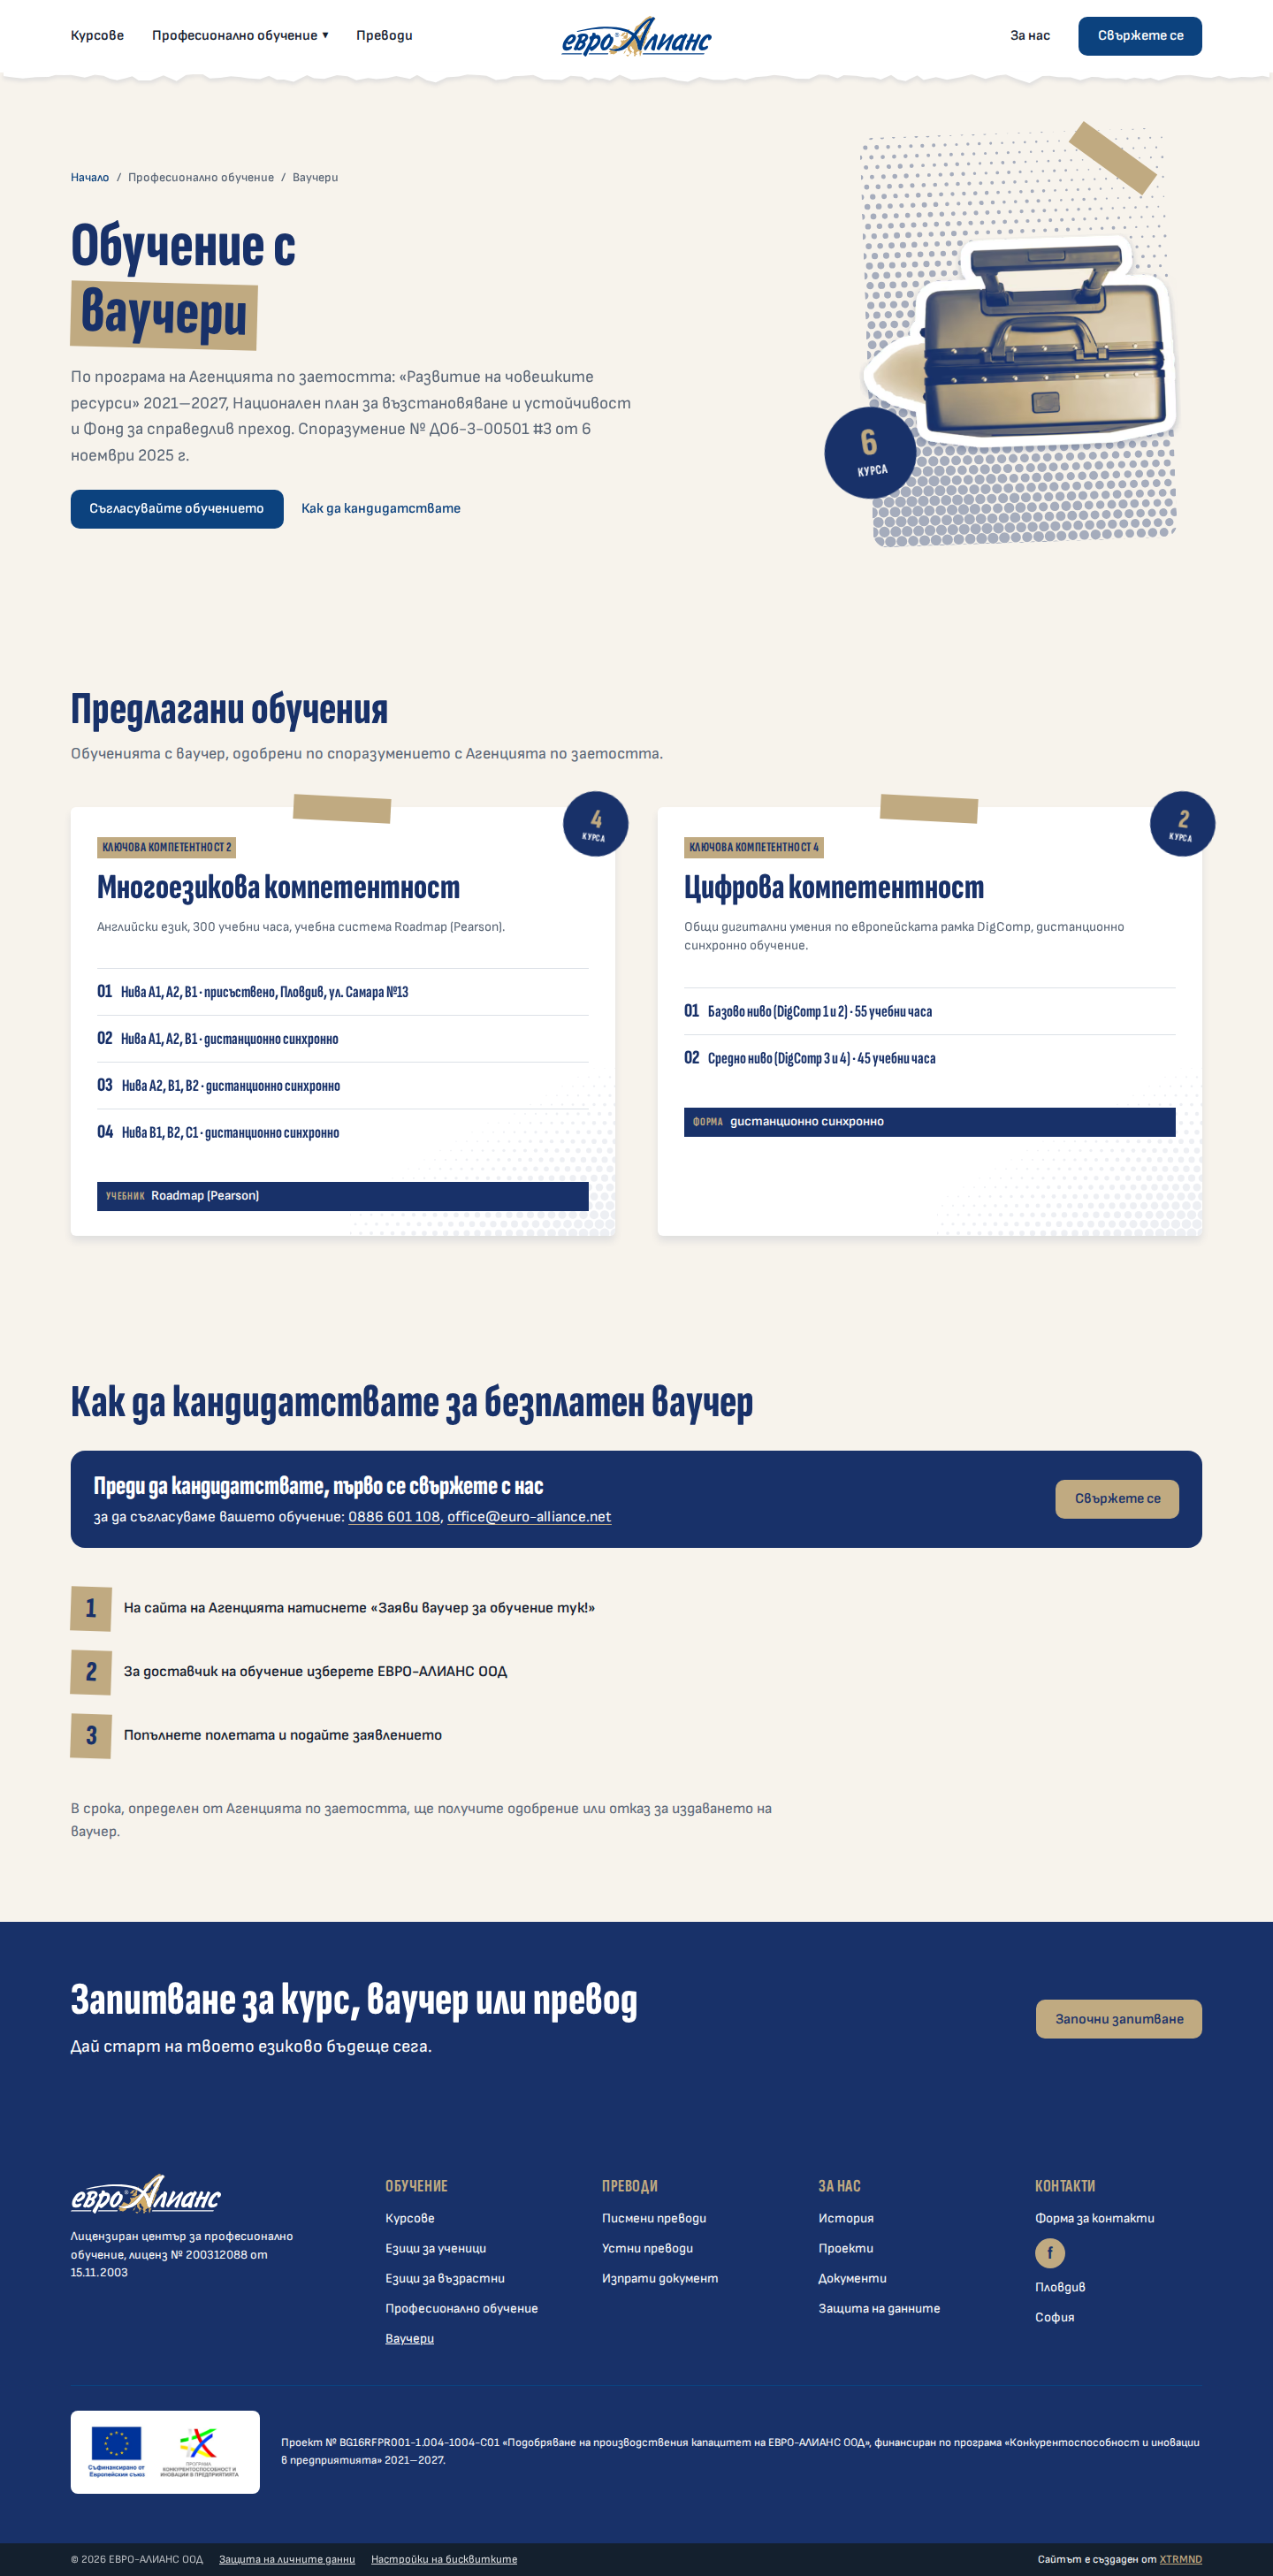 Курсове
Професионално обучение ▾
Преводи
евроАлианс
За нас
Свържете се
Начало / Професионално обучение / Ваучери
Обучение с
ваучери
По програма на Агенцията по заетостта: «Развитие на човешките
ресурси» 2021–2027, Национален план за възстановяване и устойчивост
и Фонд за справедлив преход. Споразумение № ДОб-3-00501 #3 от 6
ноември 2025 г.
Съгласувайте обучението
Как да кандидатствате
6
КУРСА
Предлагани обучения
Обученията с ваучер, одобрени по споразумението с Агенцията по заетостта.
4
КУРСА
КЛЮЧОВА КОМПЕТЕНТНОСТ 2
Многоезикова компетентност
Английски език, 300 учебни часа, учебна система Roadmap (Pearson).
01 Нива A1, A2, B1 · присъствено, Пловдив, ул. Самара №13
02 Нива A1, A2, B1 · дистанционно синхронно
03 Нива A2, B1, B2 · дистанционно синхронно
04 Нива B1, B2, C1 · дистанционно синхронно
УЧЕБНИК Roadmap (Pearson)
2
КУРСА
КЛЮЧОВА КОМПЕТЕНТНОСТ 4
Цифрова компетентност
Общи дигитални умения по европейската рамка DigComp, дистанционно
синхронно обучение.
01 Базово ниво (DigComp 1 и 2) · 55 учебни часа
02 Средно ниво (DigComp 3 и 4) · 45 учебни часа
ФОРМА дистанционно синхронно
Как да кандидатствате за безплатен ваучер
Преди да кандидатствате, първо се свържете с нас
за да съгласуваме вашето обучение: 0886 601 108, office@euro-alliance.net
Свържете се
1 На сайта на Агенцията натиснете «Заяви ваучер за обучение тук!»
2 За доставчик на обучение изберете ЕВРО-АЛИАНС ООД
3 Попълнете полетата и подайте заявлението
В срока, определен от Агенцията по заетостта, ще получите одобрение или отказ за издаването на
ваучер.
Запитване за курс, ваучер или превод
Дай старт на твоето езиково бъдеще сега.
Започни запитване
евроАлианс
Лицензиран център за професионално
обучение, лиценз № 200312088 от
15.11.2003
ОБУЧЕНИЕ
Курсове
Езици за ученици
Езици за възрастни
Професионално обучение
Ваучери
ПРЕВОДИ
Писмени преводи
Устни преводи
Изпрати документ
ЗА НАС
История
Проекти
Документи
Защита на данните
КОНТАКТИ
Форма за контакти
f
Пловдив
София
Съфинансирано от
Европейския съюз
ПРОГРАМА
КОНКУРЕНТОСПОСОБНОСТ И
ИНОВАЦИИ В ПРЕДПРИЯТИЯТА
Проект № BG16RFPR001-1.004-1004-C01 «Подобряване на производствения капацитет на ЕВРО-АЛИАНС ООД», финансиран по програма «Конкурентоспособност и иновации
в предприятията» 2021–2027.
© 2026 ЕВРО-АЛИАНС ООД
Защита на личните данни
Настройки на бисквитките
Сайтът е създаден от XTRMND